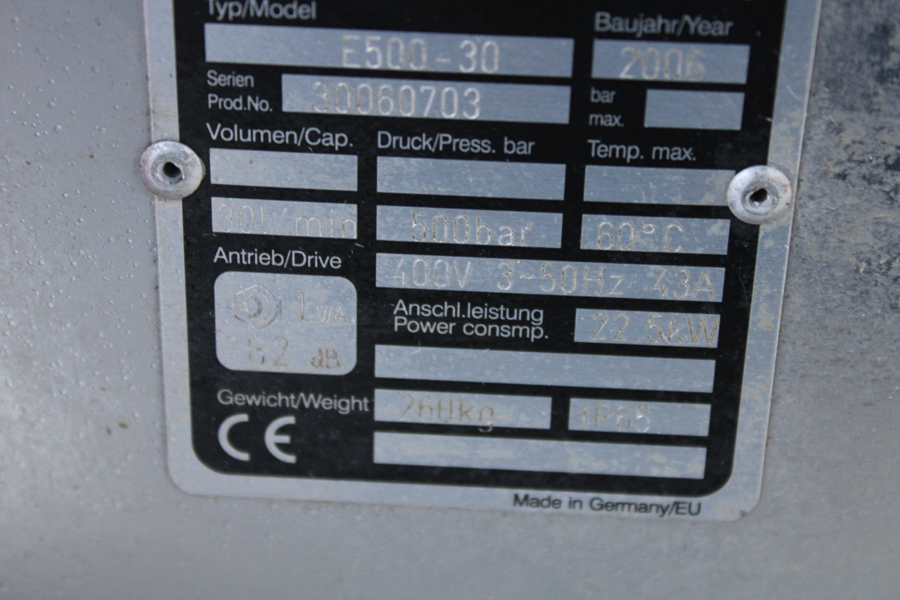 Typ/Model
Baujahr/Year
E500-30
2006
Serien
Prod.No.
30060703
bar
max.
Volumen/Cap.
Druck/Press. bar
Temp. max.
30l/min
500bar
60°C
Antrieb/Drive
400V 3~50Hz 43A
LWA
82 dB
Anschl.leistung
Power consmp.
22.5kW
Gewicht/Weight
260kg
IP65
CE
Made in Germany/EU